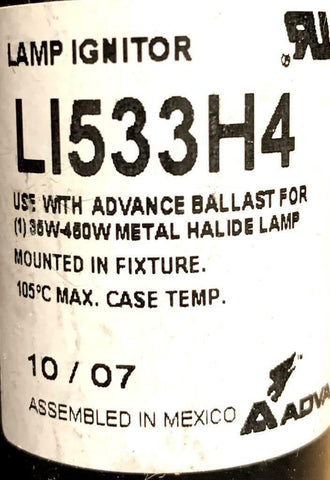 LAMP IGNITOR
LI533H4
USE WITH ADVANCE BALLAST FOR
(1) 35W-450W METAL HALIDE LAMP
MOUNTED IN FIXTURE.
105°C MAX. CASE TEMP.
10 / 07
ASSEMBLED IN MEXICO
ADVA